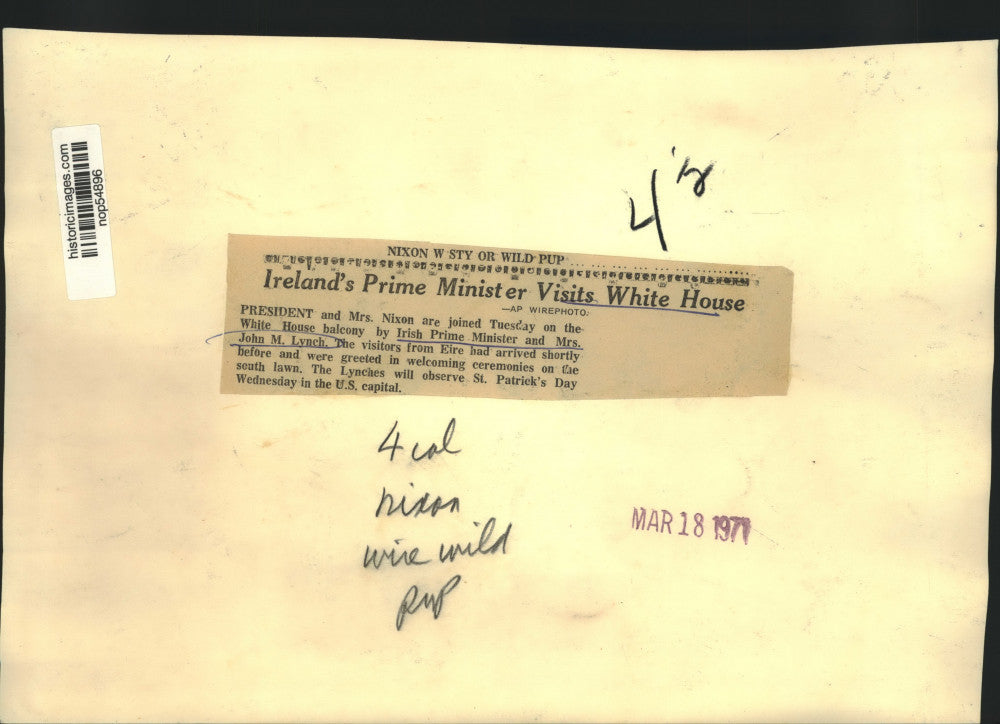 historicimages.com
nop54896
NIXON W STY OR WILD PUP
Ireland's Prime Minister Visits White House
—AP WIREPHOTO.
PRESIDENT and Mrs. Nixon are joined Tuesday on the
White House balcony by Irish Prime Minister and Mrs.
John M. Lynch. The visitors from Eire had arrived shortly
before and were greeted in welcoming ceremonies on the
south lawn. The Lynches will observe St. Patrick's Day
Wednesday in the U.S. capital.
4 col
nixon
wire wild
pup
MAR 18 1971